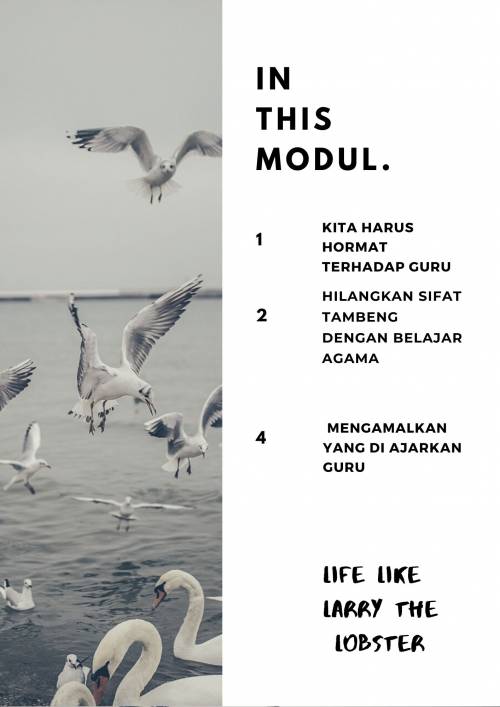 IN
THIS
MODUL.
1
KITA HARUS
HORMAT
TERHADAP GURU
2
HILANGKAN SIFAT
TAMBENG
DENGAN BELAJAR
AGAMA
4
MENGAMALKAN
YANG DI AJARKAN
GURU
LIFE LIKE
LARRY THE
LOBSTER